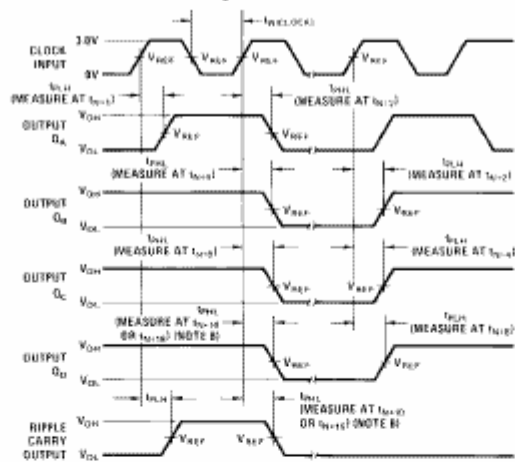 tW(CLOCK)
CLOCK INPUT
3.0V
0V
VREF VREF VREF VREF
tPLH (MEASURE AT tN+1)
tPHL (MEASURE AT tN+2)
OUTPUT QA
VOH
VOL
VREF VREF
tPHL (MEASURE AT tN+4)
tPLH (MEASURE AT tN+2)
OUTPUT QB
VOH
VOL
VREF VREF
tPHL (MEASURE AT tN+8)
tPLH (MEASURE AT tN+4)
OUTPUT QC
VOH
VOL
VREF VREF
tPHL (MEASURE AT tN+10 OR tN+16) (NOTE B)
tPLH (MEASURE AT tN+8)
OUTPUT QD
VOH
VOL
VREF VREF
tPLH
tPHL (MEASURE AT tN+10 OR tN+16) (NOTE B)
RIPPLE CARRY OUTPUT
VOH
VOL
VREF VREF